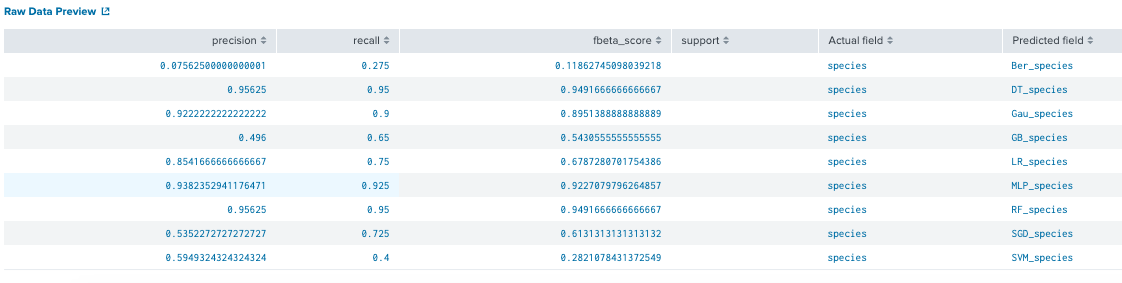 Raw Data Preview
precision recall fbeta_score support Actual field Predicted field
0.07562500000000001 0.275 0.11862745098039218 species Ber_species
0.95625 0.95 0.9491666666666667 species DT_species
0.9222222222222222 0.9 0.8951388888888889 species Gau_species
0.496 0.65 0.5430555555555555 species GB_species
0.8541666666666667 0.75 0.6787280701754386 species LR_species
0.9382352941176471 0.925 0.9227079796264857 species MLP_species
0.95625 0.95 0.9491666666666667 species RF_species
0.5352272727272727 0.725 0.6131313131313132 species SGD_species
0.5949324324324324 0.4 0.2821078431372549 species SVM_species